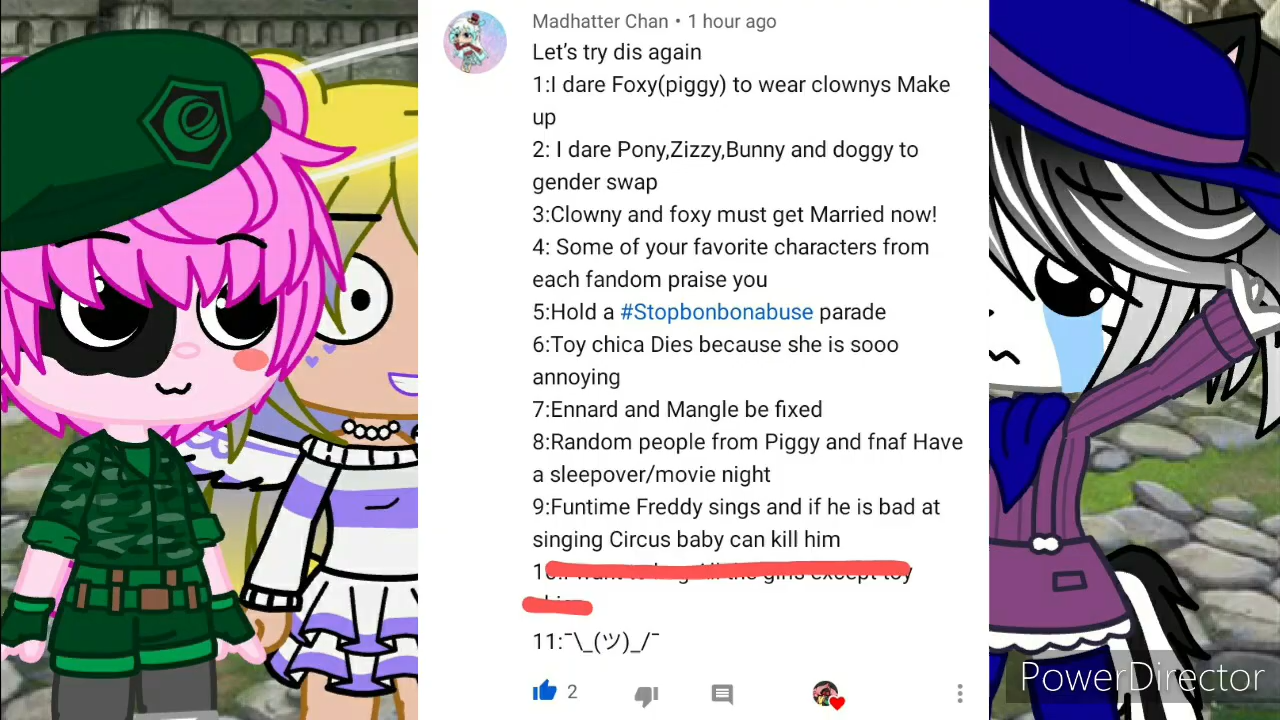 Madhatter Chan • 1 hour ago
Let's try dis again
1:I dare Foxy(piggy) to wear clownys Make
up
2: I dare Pony,Zizzy,Bunny and doggy to
gender swap
3:Clowny and foxy must get Married now!
4: Some of your favorite characters from
each fandom praise you
5:Hold a #Stopbonbonabuse parade
6:Toy chica Dies because she is sooo
annoying
7:Ennard and Mangle be fixed
8:Random people from Piggy and fnaf Have
a sleepover/movie night
9:Funtime Freddy sings and if he is bad at
singing Circus baby can kill him
the girls except toy
11:¯\_(ツ)_/¯
2
PowerDirector